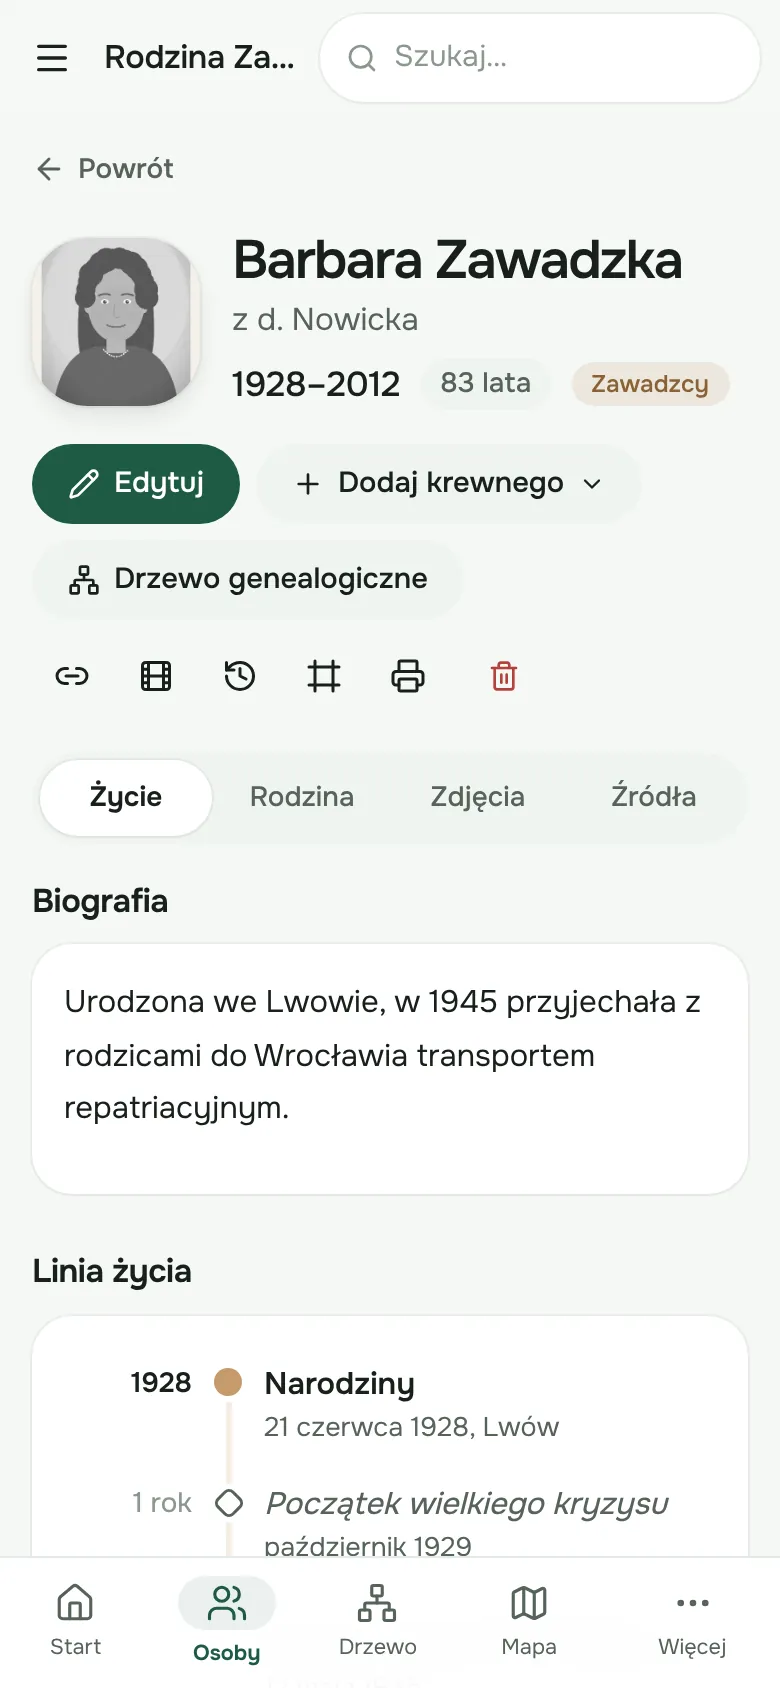 Rodzina Za...
Szukaj...
Powrót
Barbara Zawadzka
z d. Nowicka
1928–2012
83 lata
Zawadzcy
Edytuj
Dodaj krewnego
Drzewo genealogiczne
Życie
Rodzina
Zdjęcia
Źródła
Biografia
Urodzona we Lwowie, w 1945 przyjechała z
rodzicami do Wrocławia transportem
repatriacyjnym.
Linia życia
1928
Narodziny
21 czerwca 1928, Lwów
1 rok
Początek wielkiego kryzysu
październik 1929
Start
Osoby
Drzewo
Mapa
Więcej